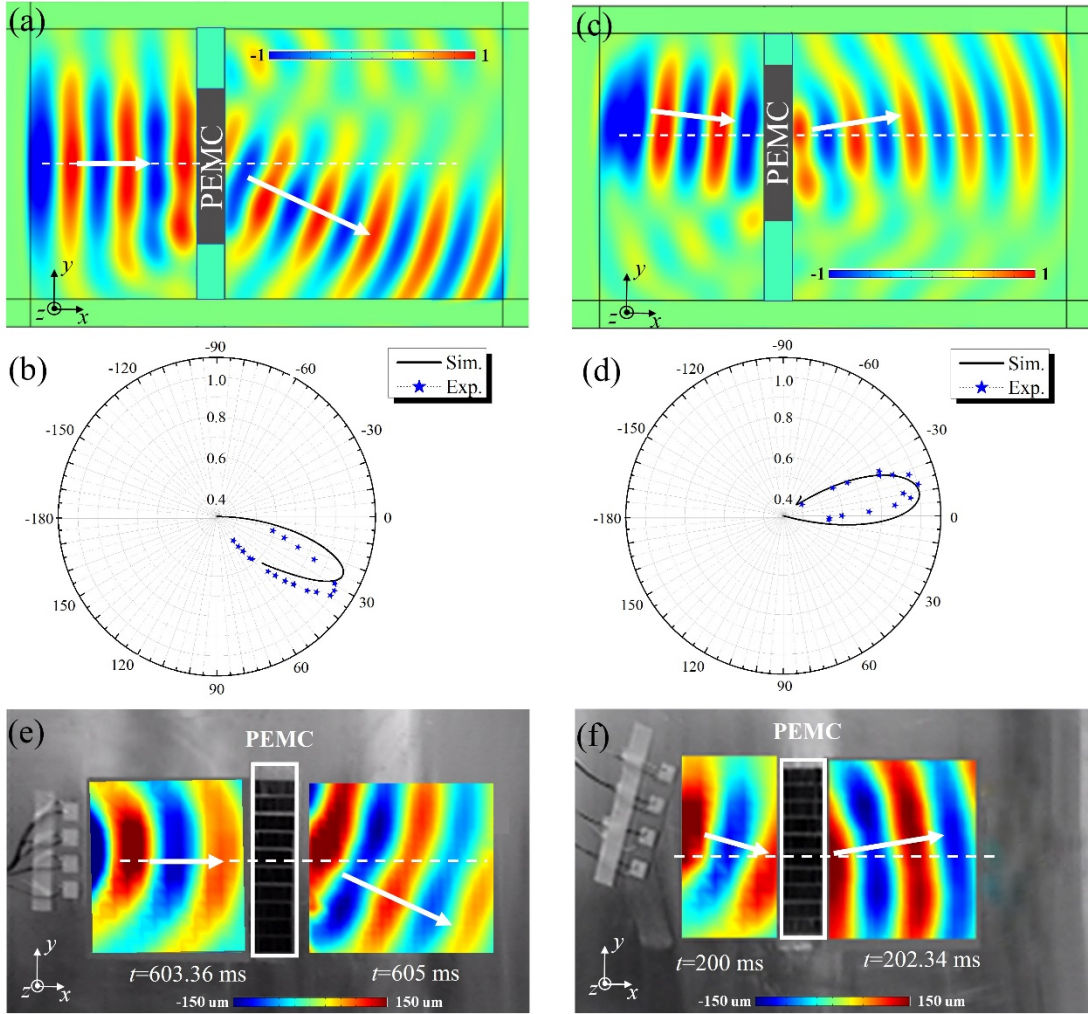 (a)
-1 1
PEMC
y
z x
(c)
PEMC
-1 1
y
z x
(b)
Sim.
Exp.
-90
-120 -60
-150 -30
-180 0
150 30
120 60
90
1.0
0.8
0.6
0.4
(d)
Sim.
Exp.
-90
-120 -60
-150 -30
-180 0
150 30
120 60
90
1.0
0.8
0.6
0.4
(e)
PEMC
y
z x
t=603.36 ms t=605 ms
-150 um 150 um
(f)
PEMC
y
z x
t=200 ms t=202.34 ms
-150 um 150 um